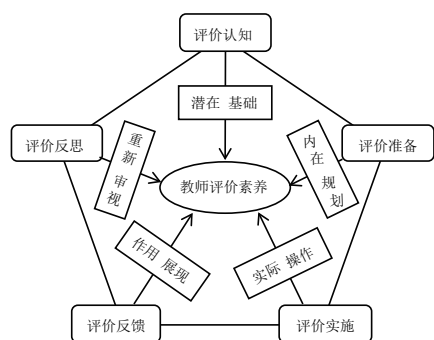 评价认知
潜在 基础
评价反思
重新 审视
内在 规划
评价准备
教师评价素养
作用 展现
实际 操作
评价反馈
评价实施